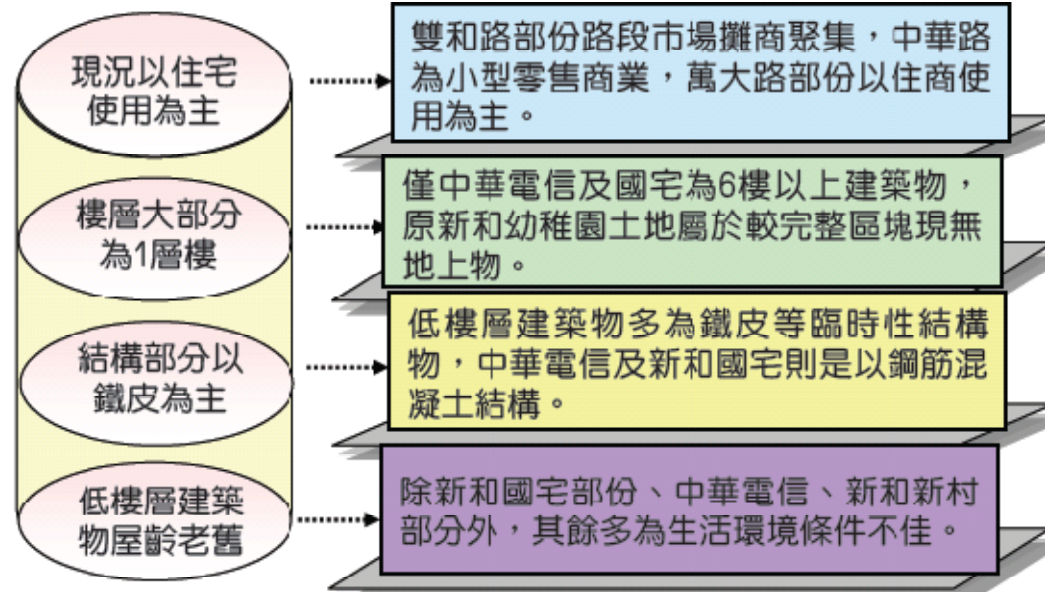 現況以住宅
使用為主
雙和路部份路段市場攤商聚集，中華路
為小型零售商業，萬大路部份以住商使
用為主。
樓層大部分
為1層樓
僅中華電信及國宅為6樓以上建築物，
原新和幼稚園土地屬於較完整區塊現無
地上物。
結構部分以
鐵皮為主
低樓層建築物多為鐵皮等臨時性結構
物，中華電信及新和國宅則是以鋼筋混
凝土結構。
低樓層建築
物屋齡老舊
除新和國宅部份、中華電信、新和新村
部分外，其餘多為生活環境條件不佳。